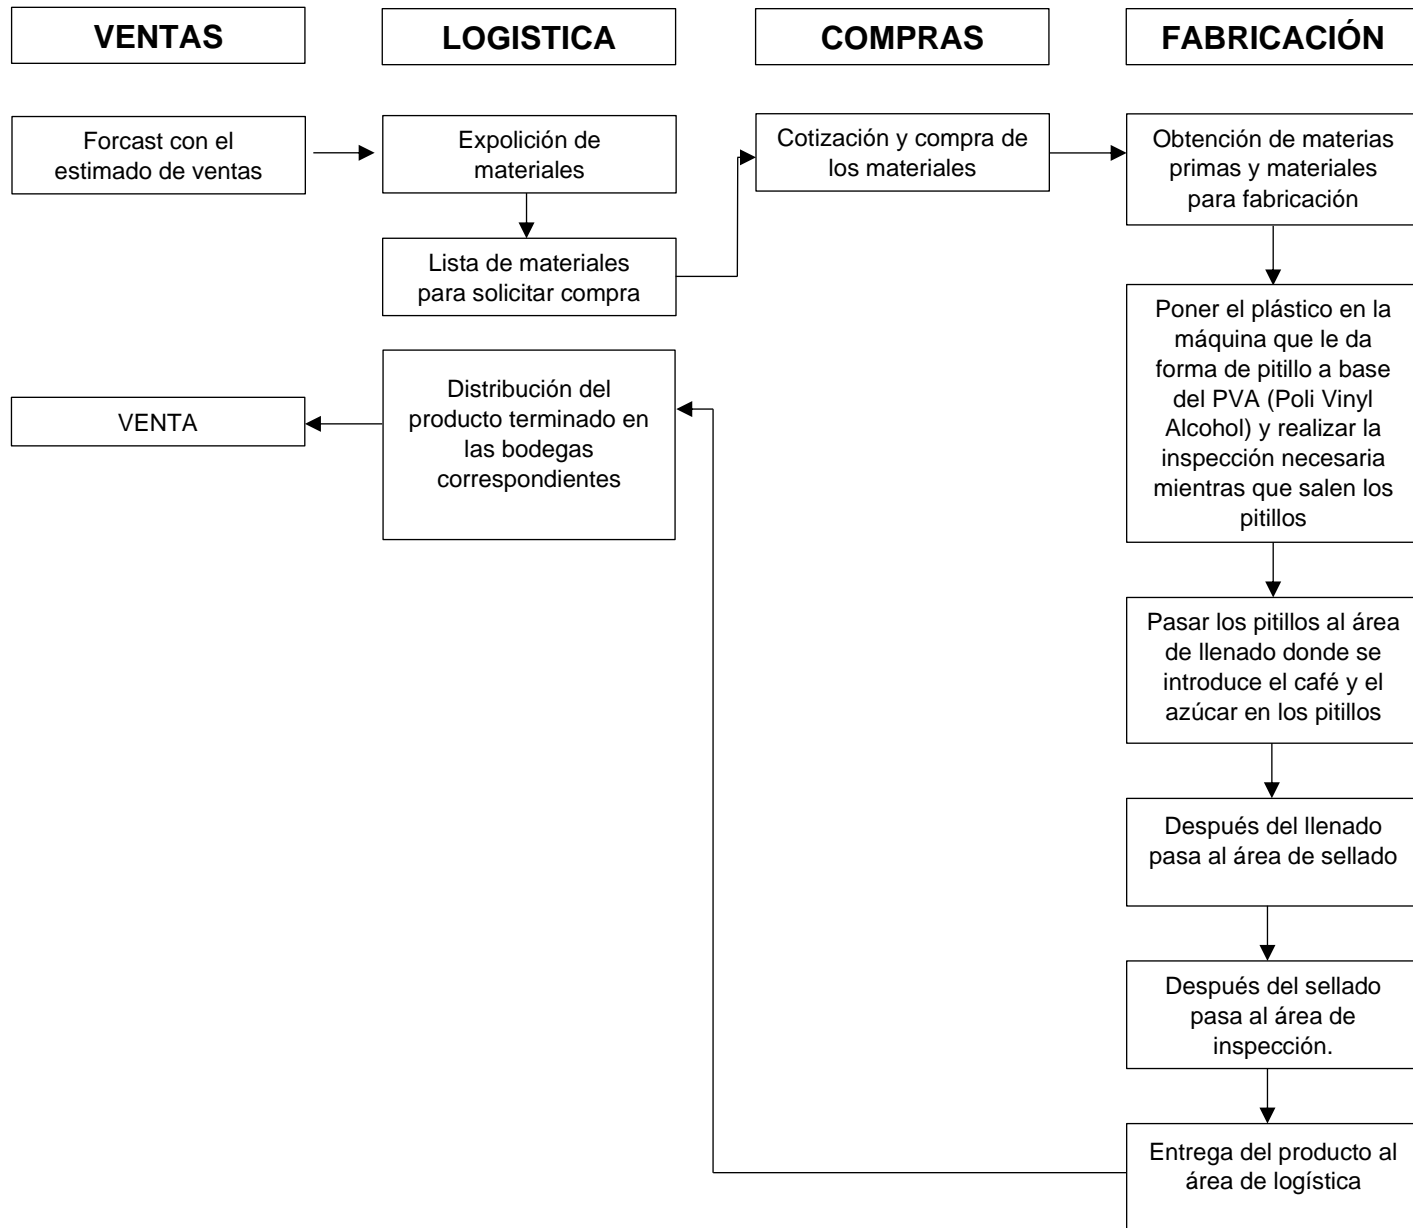 VENTAS
LOGISTICA
COMPRAS
FABRICACIÓN
Forcast con el
estimado de ventas
Expolición de
materiales
Lista de materiales
para solicitar compra
Cotización y compra de
los materiales
Obtención de materias
primas y materiales
para fabricación
Poner el plástico en la
máquina que le da
forma de pitillo a base
del PVA (Poli Vinyl
Alcohol) y realizar la
inspección necesaria
mientras que salen los
pitillos
Pasar los pitillos al área
de llenado donde se
introduce el café y el
azúcar en los pitillos
Después del llenado
pasa al área de sellado
Después del sellado
pasa al área de
inspección.
Entrega del producto al
área de logística
Distribución del
producto terminado en
las bodegas
correspondientes
VENTA